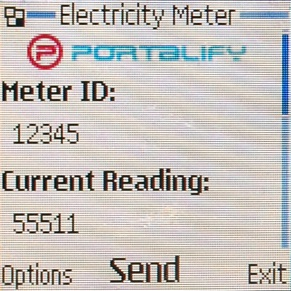 Electricity Meter
PORTALIFY
Meter ID:
12345
Current Reading:
55511
Options Send Exit